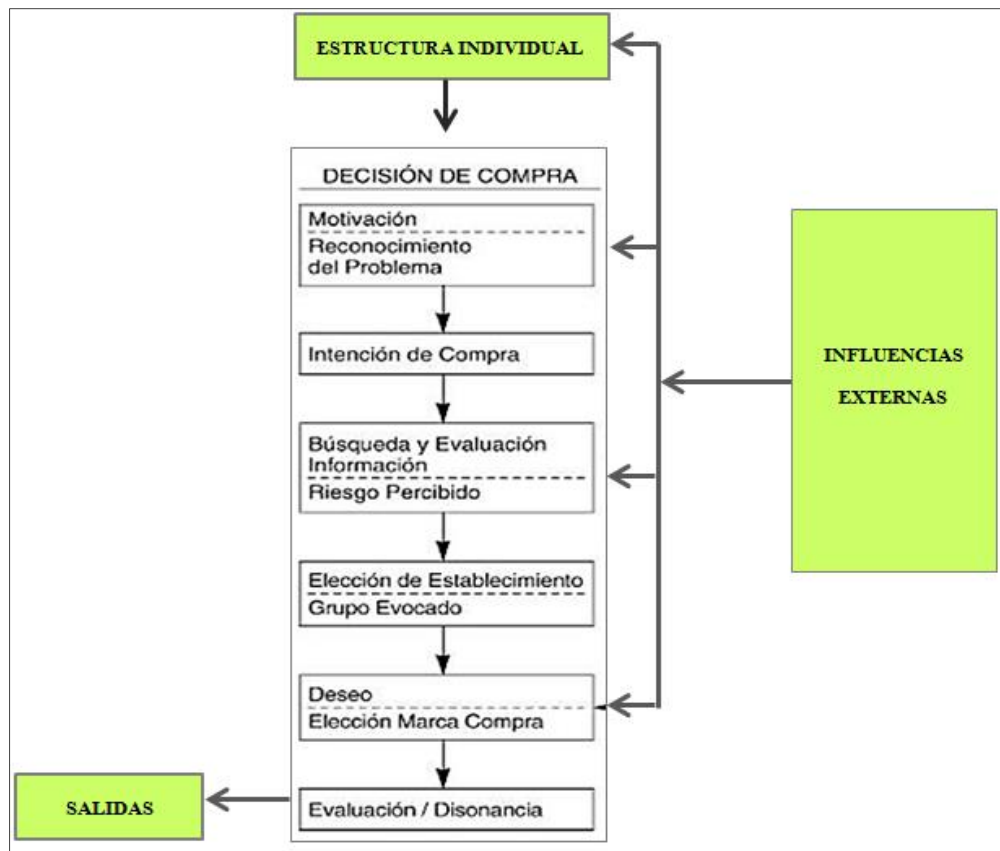 ESTRUCTURA INDIVIDUAL
DECISIÓN DE COMPRA
Motivación
Reconocimiento
del Problema
Intención de Compra
Búsqueda y Evaluación
Información
Riesgo Percibido
Elección de Establecimiento
Grupo Evocado
Deseo
Elección Marca Compra
Evaluación / Disonancia
INFLUENCIAS
EXTERNAS
SALIDAS